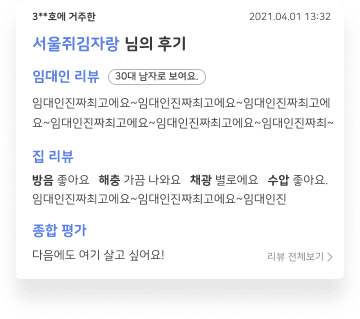 3**호에 거주한
2021.04.01 13:32
서울쥐김자랑 님의 후기
임대인 리뷰
30대 남자로 보여요.
임대인진짜최고에요~임대인진짜최고에요~임대인진짜최고에
요~임대인진짜최고에요~임대인진짜최고에요~임대인진짜최~
집 리뷰
방음 좋아요 해충 가끔 나와요 채광 별로에요 수압 좋아요.
임대인진짜최고에요~임대인진짜최고에요~임대인진
종합 평가
다음에도 여기 살고 싶어요!
리뷰 전체보기 >